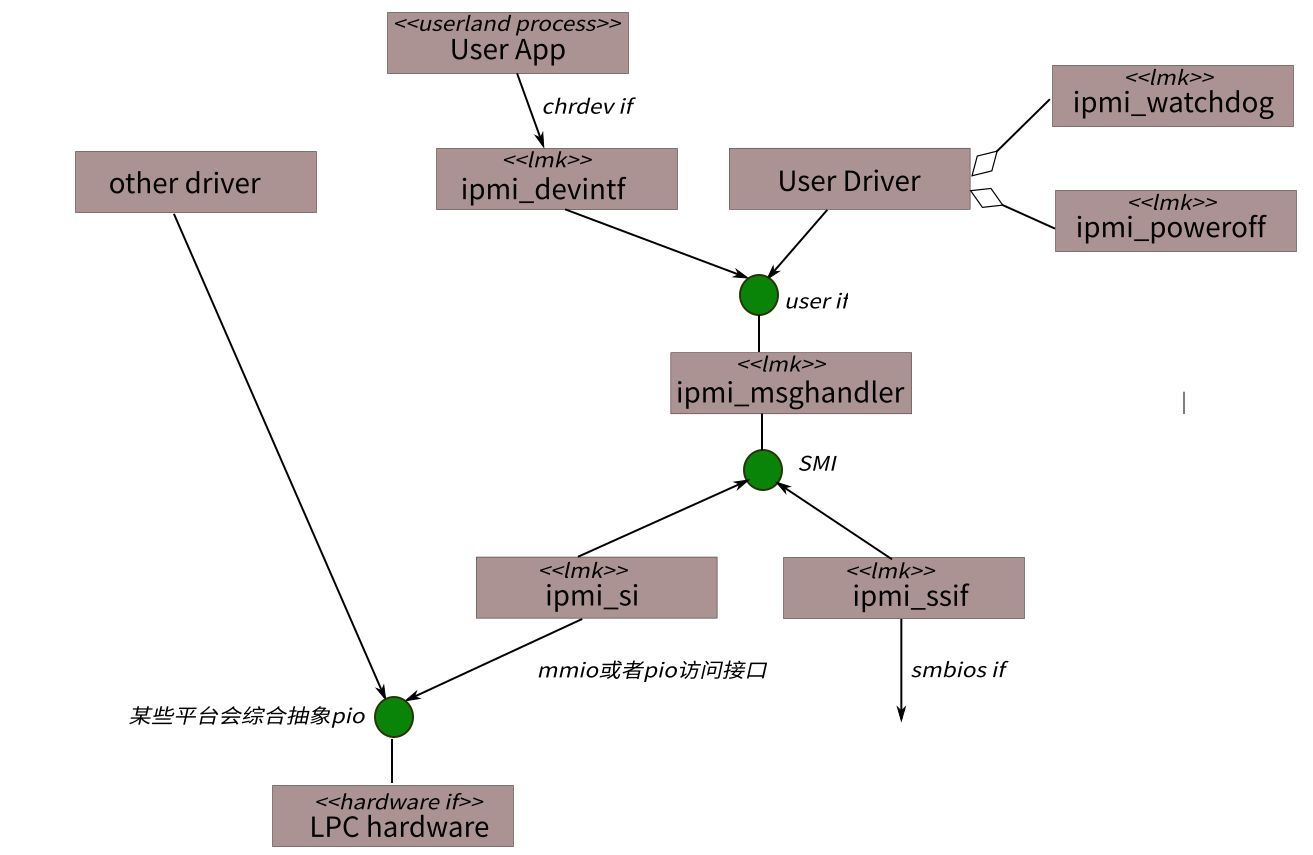 <<userland process>>
User App
chrdev if
<<lmk>>
ipmi_watchdog
other driver
<<lmk>>
ipmi_devintf
User Driver
<<lmk>>
ipmi_poweroff
user if
<<lmk>>
ipmi_msghandler
SMI
<<lmk>>
ipmi_si
<<lmk>>
ipmi_ssif
mmio或者pio访问接口
smbios if
某些平台会综合抽象pio
<<hardware if>>
LPC hardware